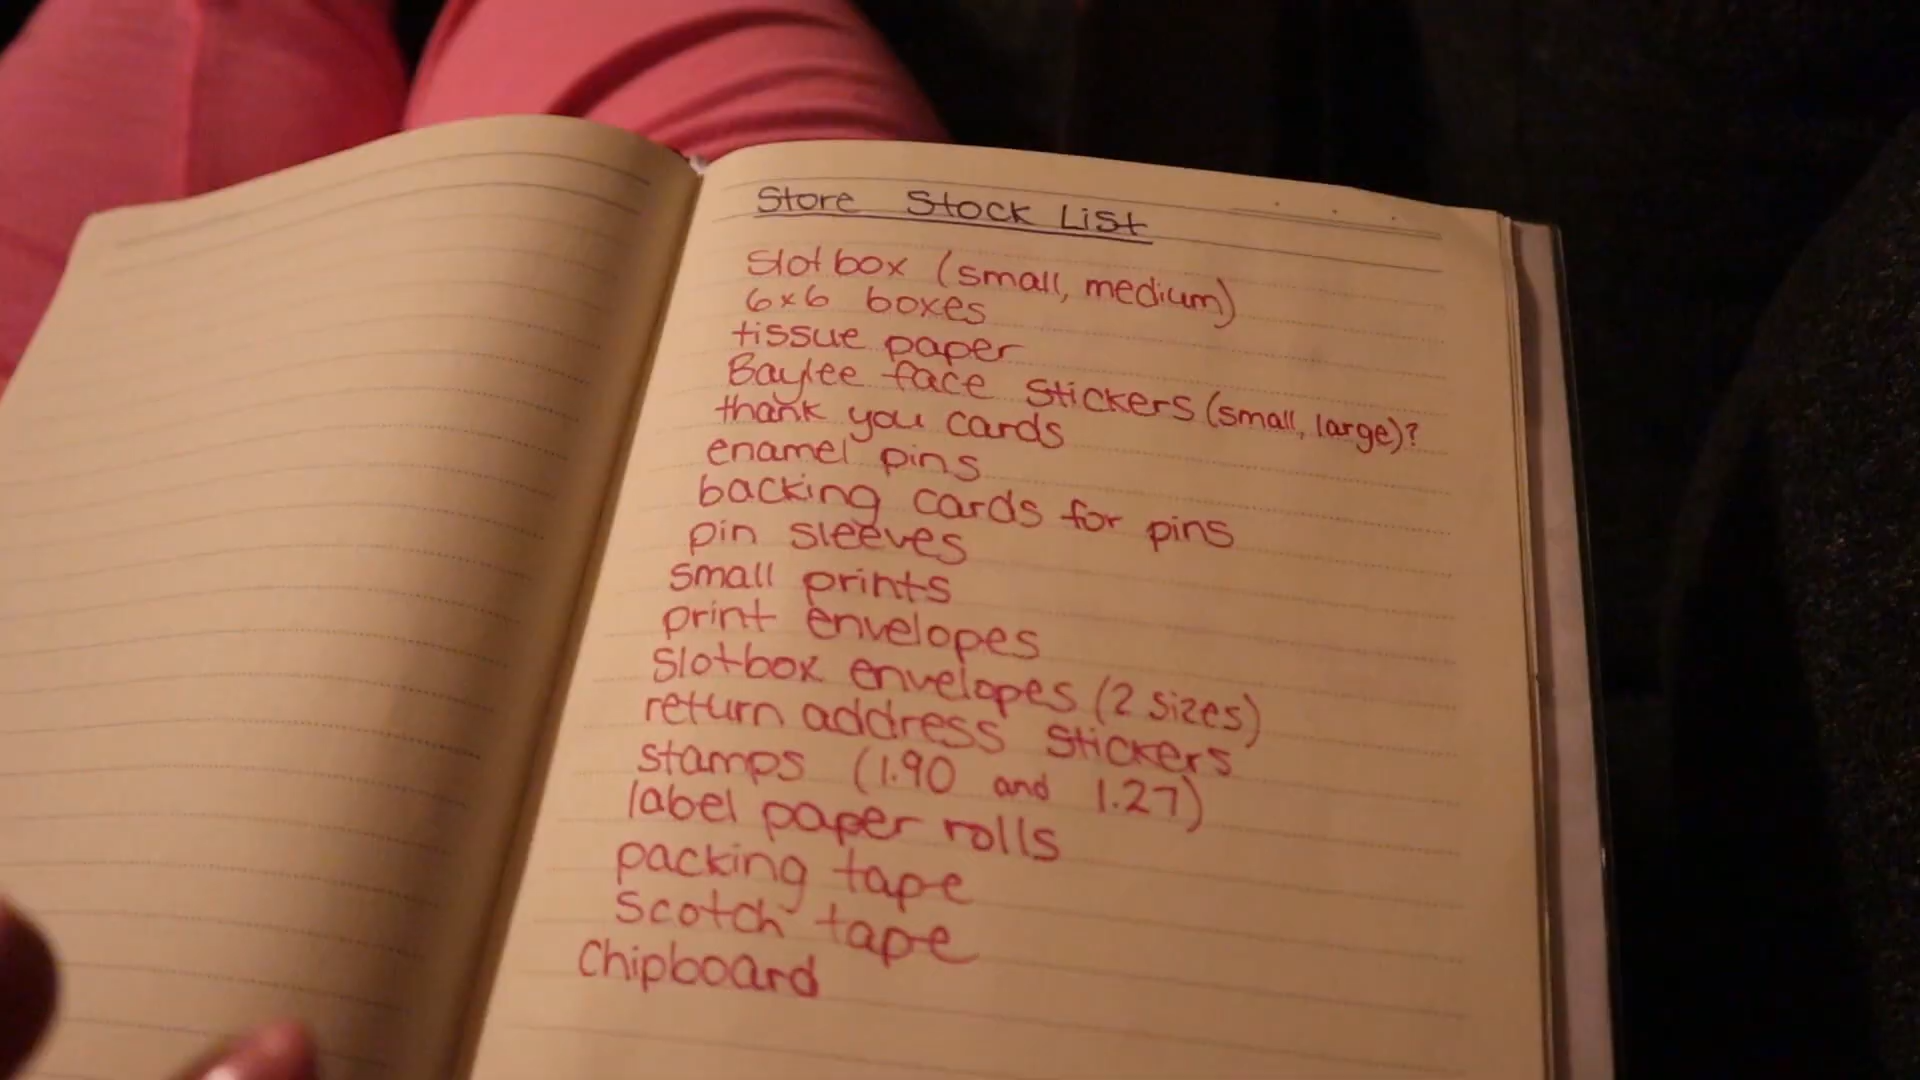 Store Stock List
Slotbox (small, medium)
6x6 boxes
tissue paper
Baylee face stickers (small, large)?
thank you cards
enamel pins
backing cards for pins
pin sleeves
small prints
print envelopes
Slotbox envelopes (2 sizes)
return address stickers
stamps (1.90 and 1.27)
label paper rolls
packing tape
Scotch tape
Chipboard